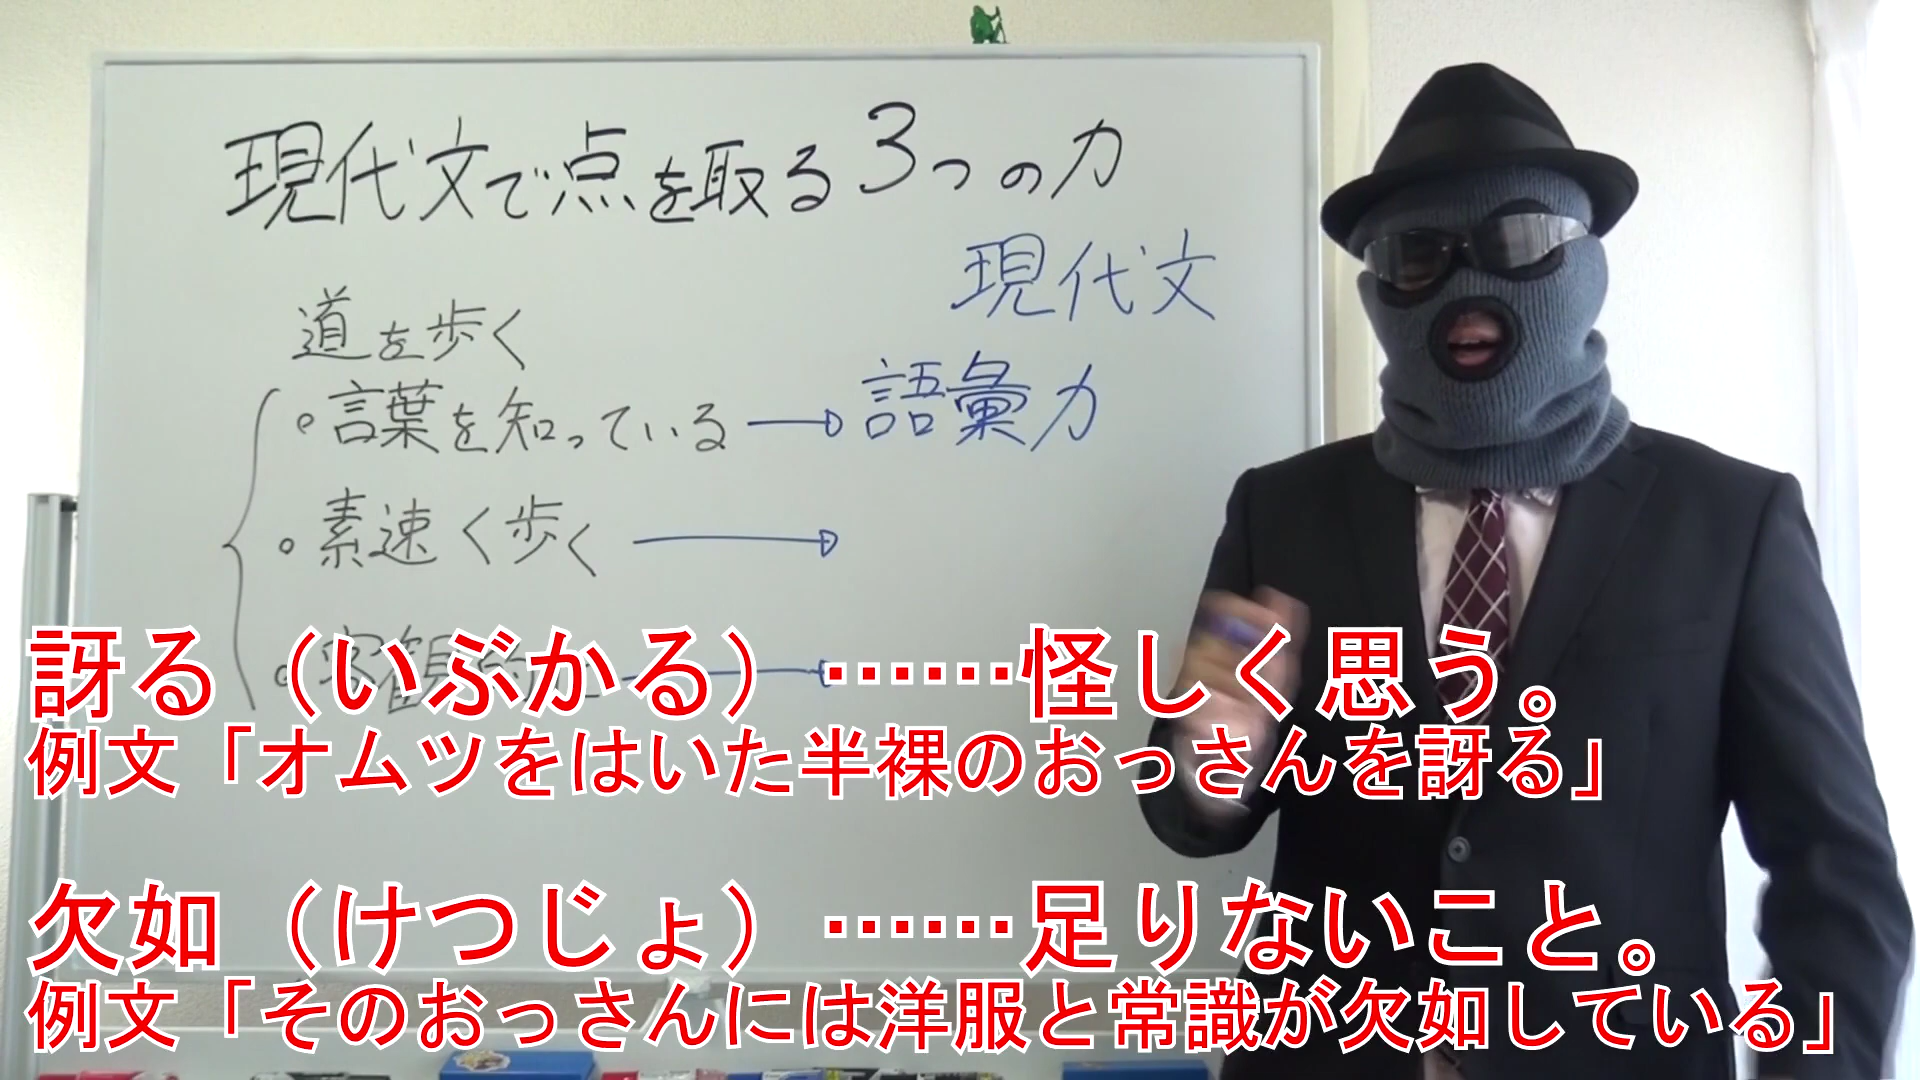 現代文で点を取る3つの力
現代文
道を歩く
。言葉を知っている → 語彙力
。素速く歩く →
。客観的 →
訝る（いぶかる）……怪しく思う。
例文「オムツをはいた半裸のおっさんを訝る」
欠如（けつじょ）……足りないこと。
例文「そのおっさんには洋服と常識が欠如している」